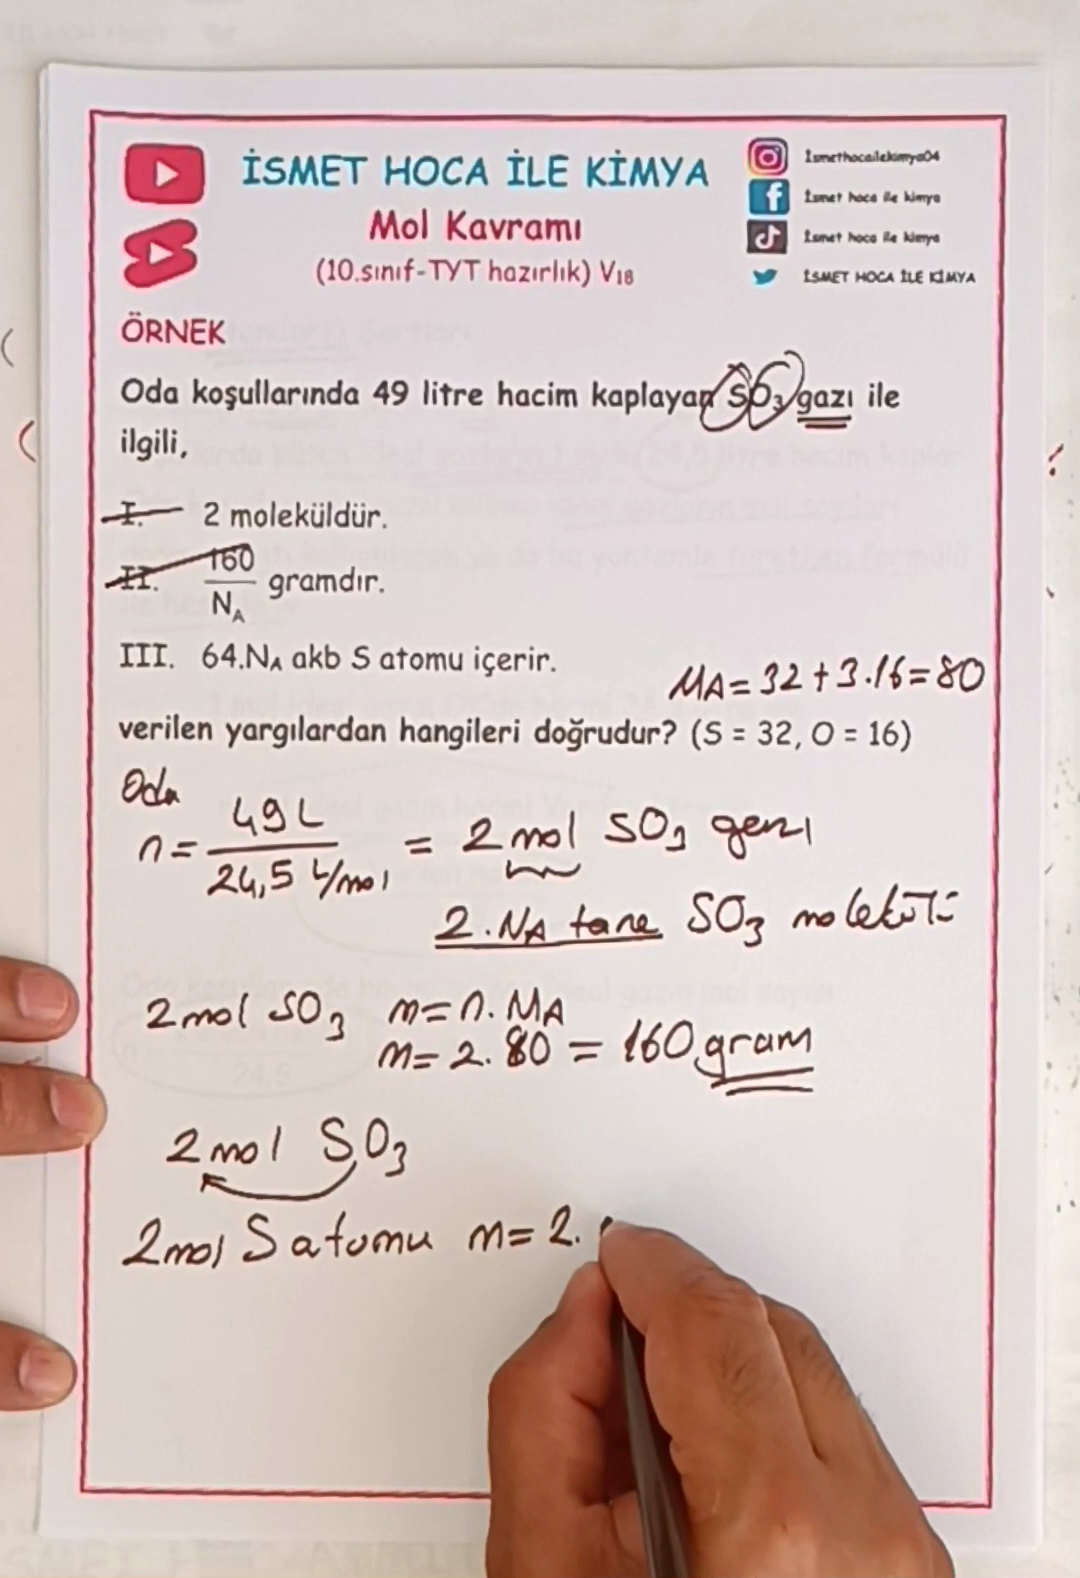 İSMET HOCA İLE KİMYA
Mol Kavramı
(10.sınıf-TYT hazırlık) V18
İsmethocailekimya04
İsmet hoca ile kimya
İsmet hoca ile kimya
İSMET HOCA İLE KİMYA
ÖRNEK
Oda koşullarında 49 litre hacim kaplayan SO₃ gazı ile
ilgili,
I. 2 moleküldür.
II. 160/N_A gramdır.
III. 64.N_A akb S atomu içerir.
MA = 32 + 3.16 = 80
verilen yargılardan hangileri doğrudur? (S = 32, O = 16)
Oda
n = 49 L / 24,5 L/mol = 2 mol SO₃ gazı
2.N_A tane SO₃ molekülü
2 mol SO₃ m = n.MA
m = 2.80 = 160 gram
2 mol SO₃
2 mol S atomu m = 2.